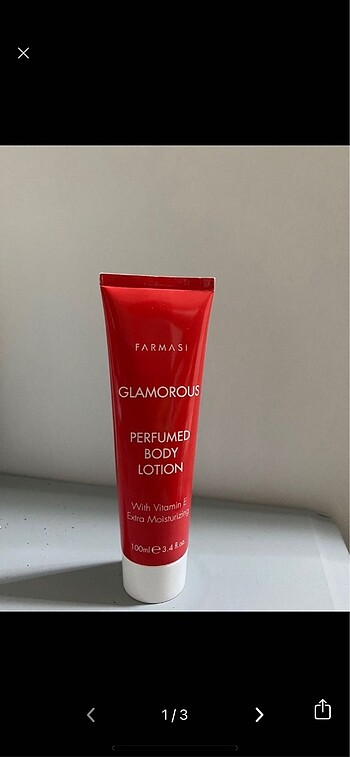 FARMASI
GLAMOROUS
PERFUMED
BODY
LOTION
With Vitamin E
Extra Moisturizing
100ml ℮ 3.4 fl.oz.
1/3